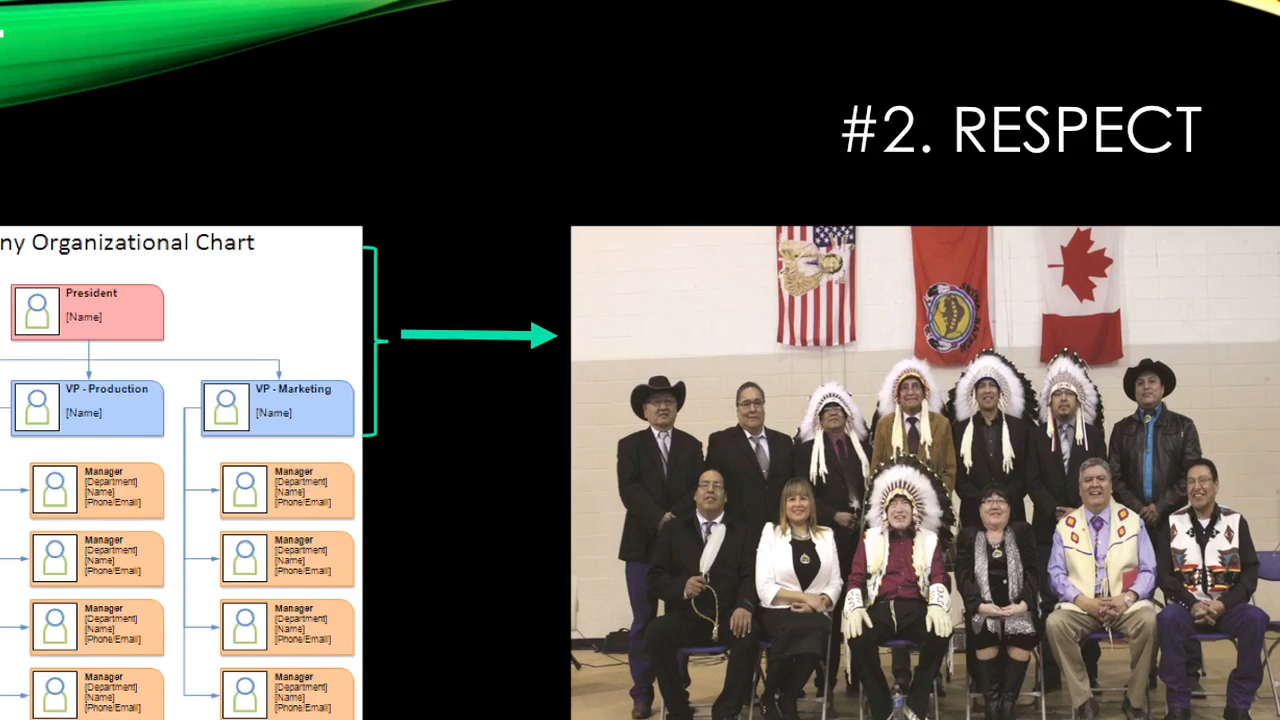 #2. RESPECT
ny Organizational Chart
President
[Name]
VP - Production
[Name]
VP - Marketing
[Name]
Manager
[Department]
[Name]
[Phone/Email]
Manager
[Department]
[Name]
[Phone/Email]
Manager
[Department]
[Name]
[Phone/Email]
Manager
[Department]
[Name]
[Phone/Email]
Manager
[Department]
[Name]
[Phone/Email]
Manager
[Department]
[Name]
[Phone/Email]
Manager
[Department]
[Name]
[Phone/Email]
Manager
[Department]
[Name]
[Phone/Email]